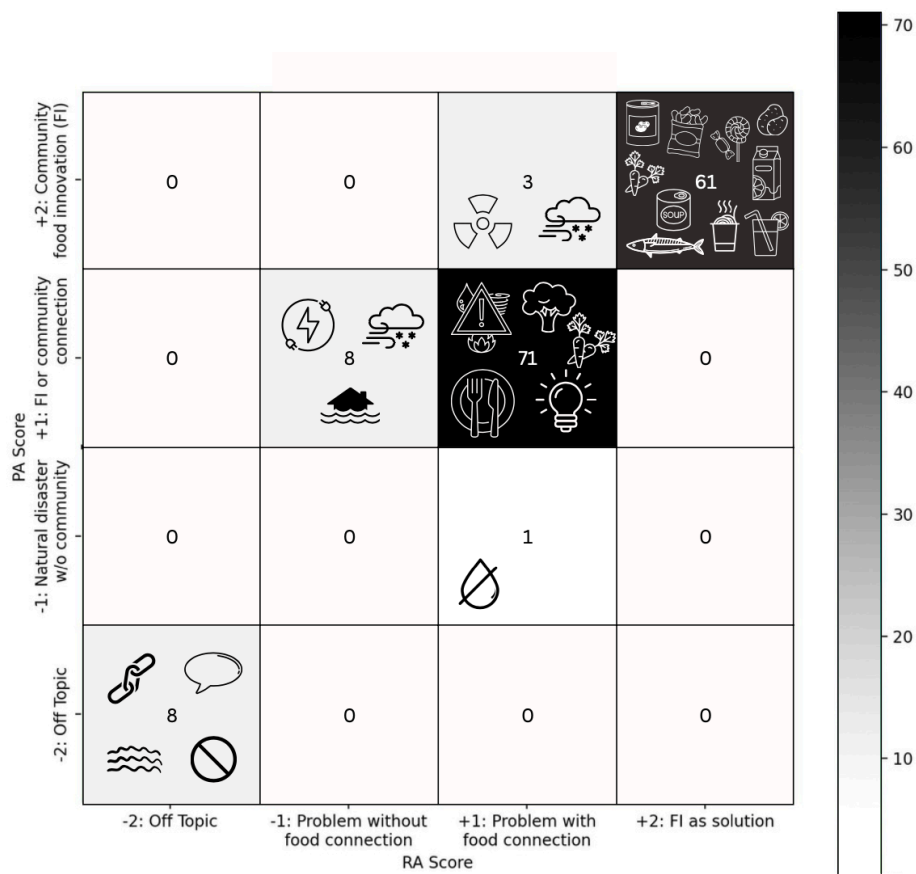 70
60
50
40
30
20
10
PA Score
+2: Community
food innovation (FI)
0
0
3
61
SOUP
+1: FI or community
connection
0
8
71
0
-1: Natural disaster
w/o community
0
0
1
0
-2: Off Topic
8
0
0
0
-2: Off Topic
-1: Problem without
food connection
+1: Problem with
food connection
+2: FI as solution
RA Score